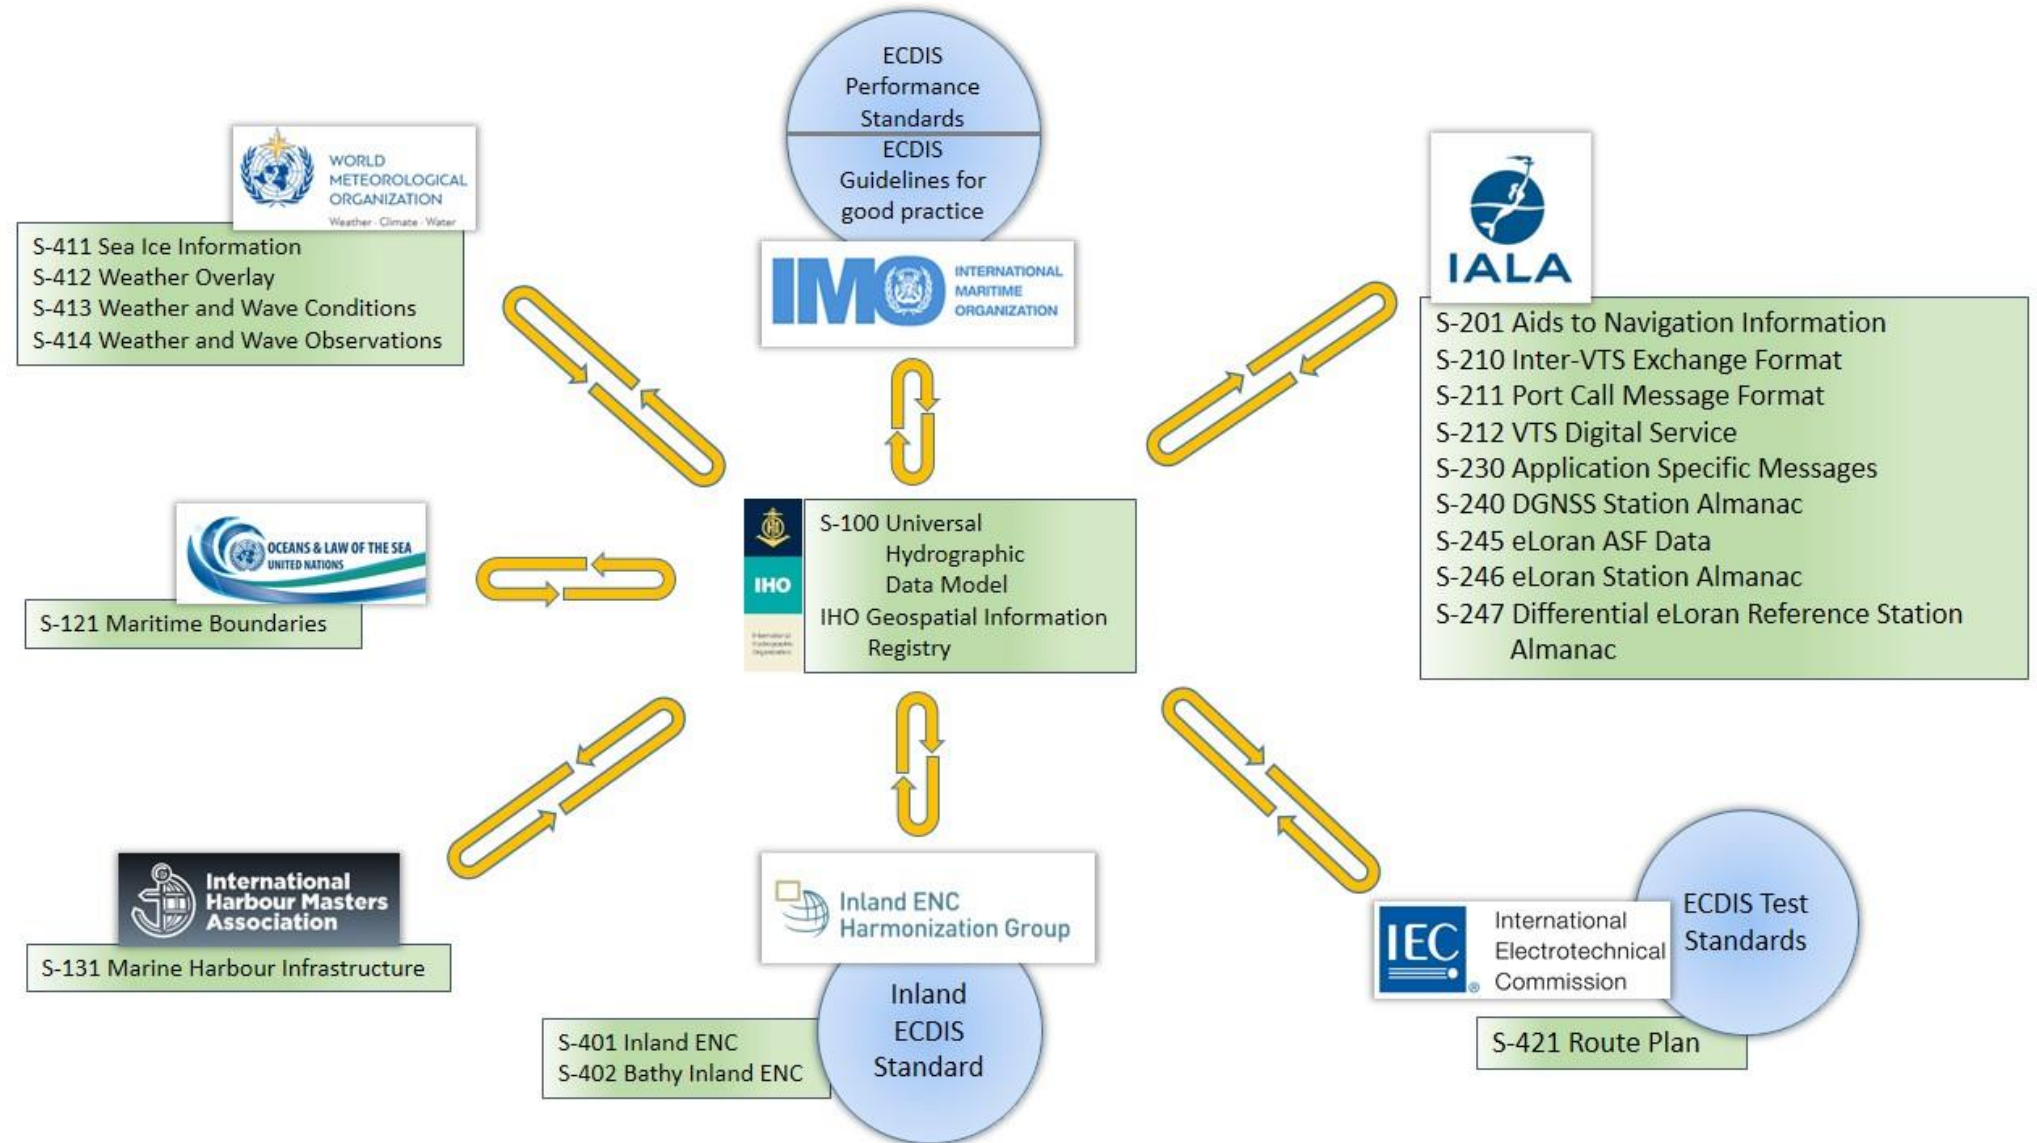 ECDIS
Performance
Standards
ECDIS
Guidelines for
good practice
IMO
INTERNATIONAL
MARITIME
ORGANIZATION
WORLD
METEOROLOGICAL
ORGANIZATION
Weather · Climate · Water
S-411 Sea Ice Information
S-412 Weather Overlay
S-413 Weather and Wave Conditions
S-414 Weather and Wave Observations
IALA
S-201 Aids to Navigation Information
S-210 Inter-VTS Exchange Format
S-211 Port Call Message Format
S-212 VTS Digital Service
S-230 Application Specific Messages
S-240 DGNSS Station Almanac
S-245 eLoran ASF Data
S-246 eLoran Station Almanac
S-247 Differential eLoran Reference Station
Almanac
OCEANS & LAW OF THE SEA
UNITED NATIONS
S-121 Maritime Boundaries
IHO
International
Hydrographic
Organization
S-100 Universal
Hydrographic
Data Model
IHO Geospatial Information
Registry
International
Harbour Masters
Association
S-131 Marine Harbour Infrastructure
Inland ENC
Harmonization Group
Inland
ECDIS
Standard
S-401 Inland ENC
S-402 Bathy Inland ENC
IEC
®
International
Electrotechnical
Commission
ECDIS Test
Standards
S-421 Route Plan